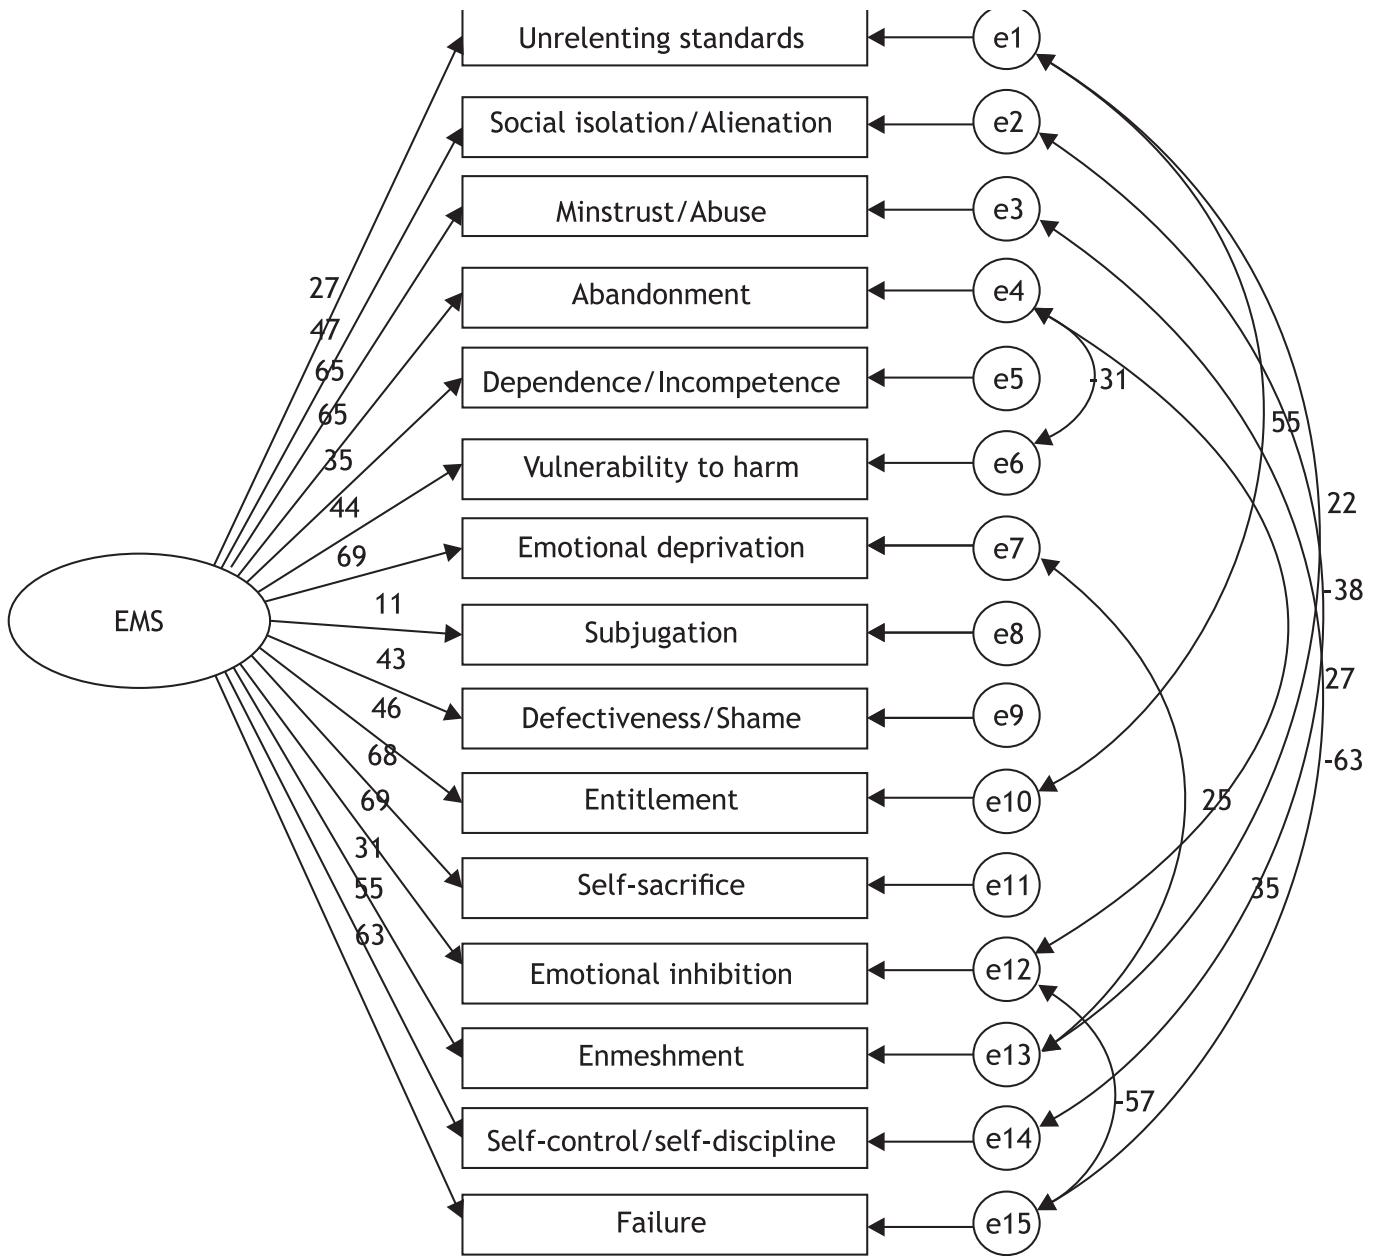 Unrelenting standards e1
Social isolation/Alienation e2
Minstrust/Abuse e3
27
Abandonment e4
47
65
Dependence/Incompetence e5 -31
65
55
35
Vulnerability to harm e6
44
22
69
Emotional deprivation e7
-38
11
EMS
Subjugation e8
43
27
46
Defectiveness/Shame e9
68
-63
69
Entitlement e10 25
31
55
Self-sacrifice e11 35
63
Emotional inhibition e12
Enmeshment e13
-57
Self-control/self-discipline e14
Failure e15